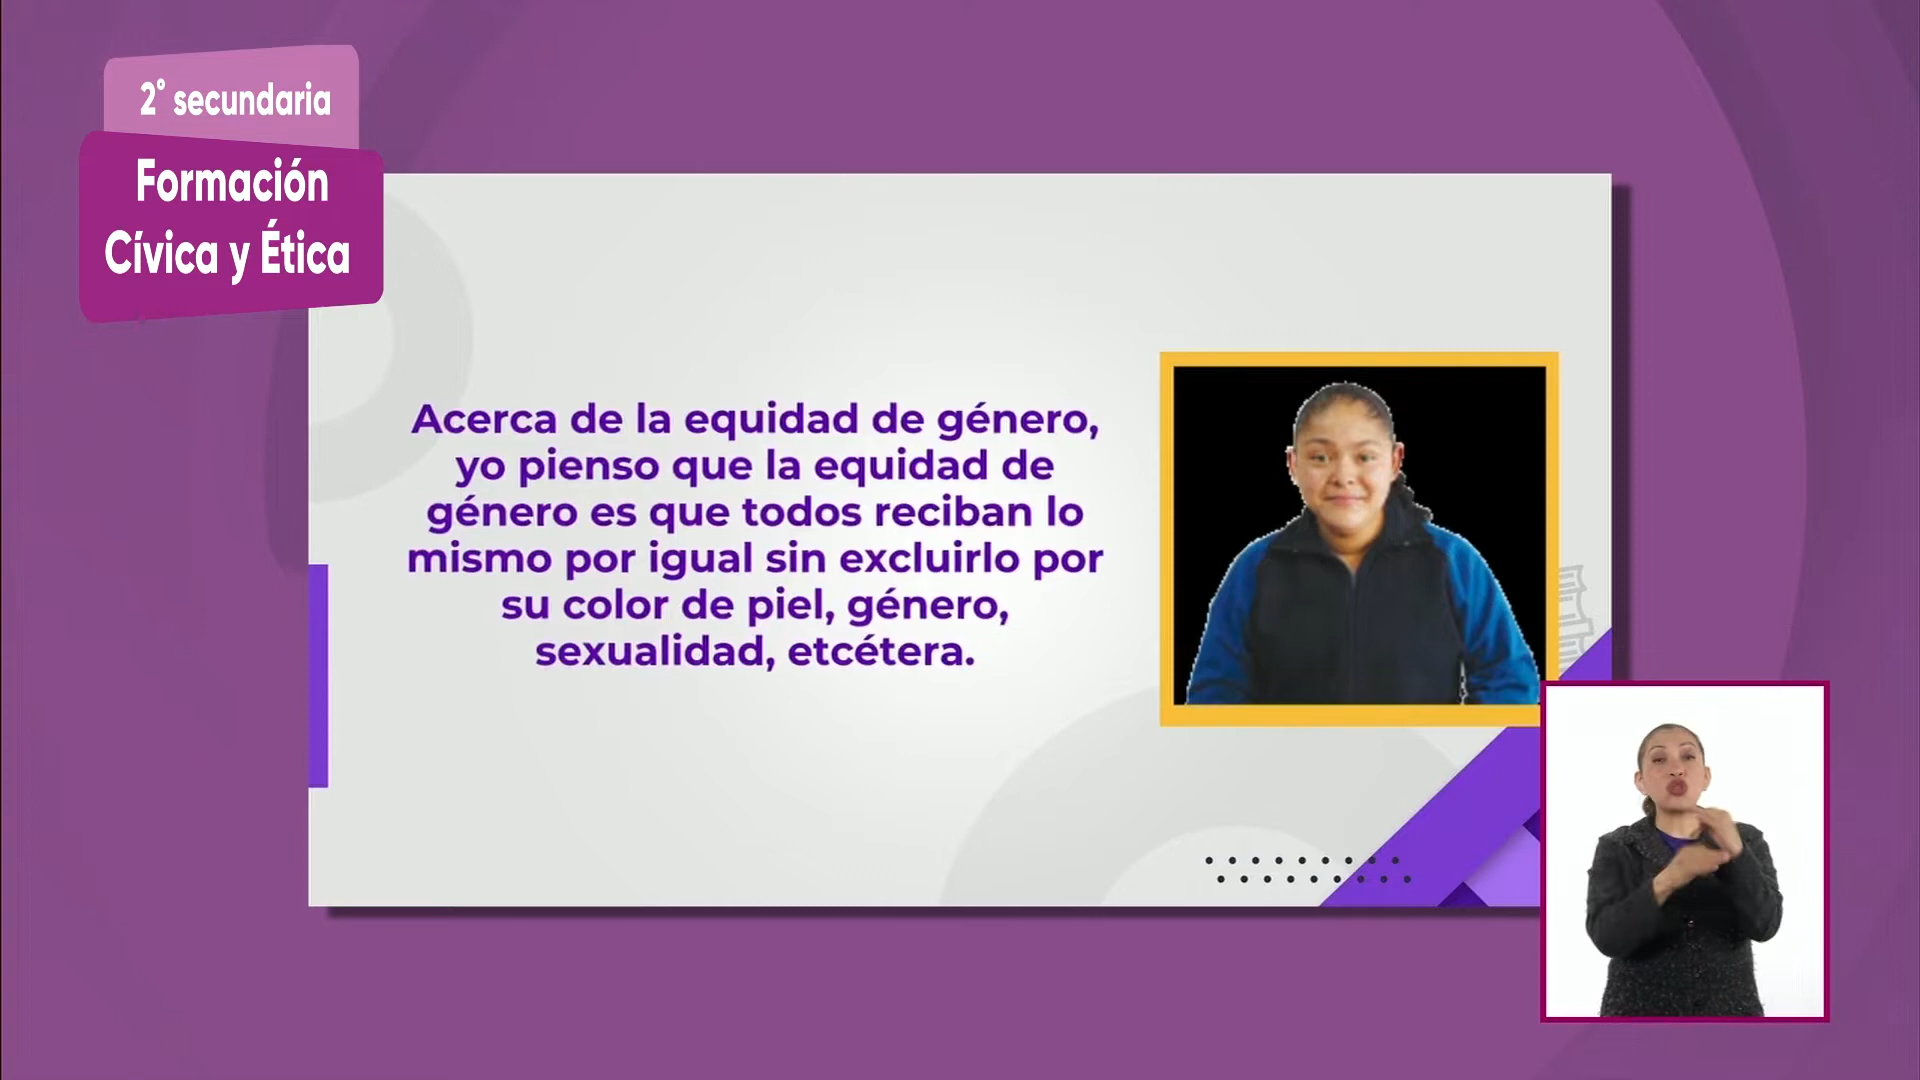 2° secundaria
Formación
Cívica y Ética
Acerca de la equidad de género,
yo pienso que la equidad de
género es que todos reciban lo
mismo por igual sin excluirlo por
su color de piel, género,
sexualidad, etcétera.